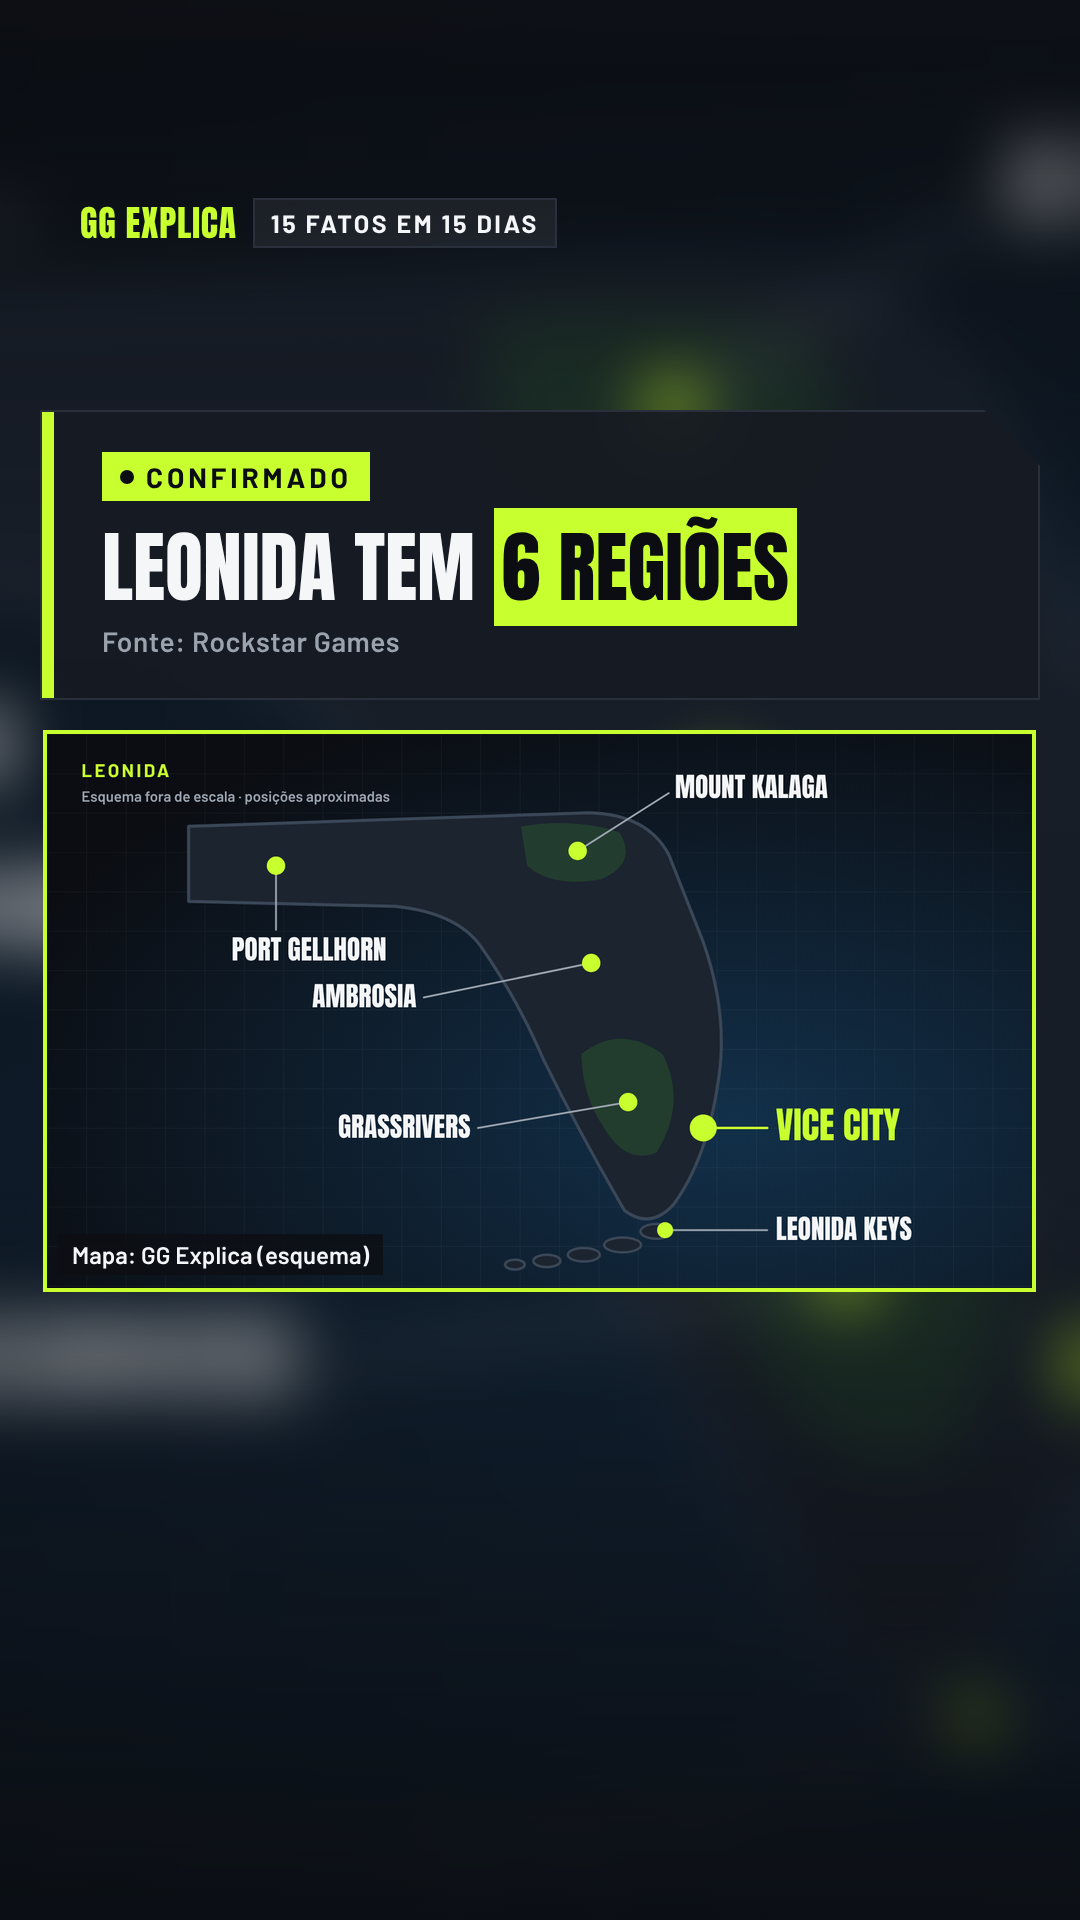 GG EXPLICA
15 FATOS EM 15 DIAS
CONFIRMADO
LEONIDA TEM 6 REGIÕES
Fonte: Rockstar Games
LEONIDA
Esquema fora de escala · posições aproximadas
MOUNT KALAGA
PORT GELLHORN
AMBROSIA
GRASSRIVERS
VICE CITY
LEONIDA KEYS
Mapa: GG Explica (esquema)